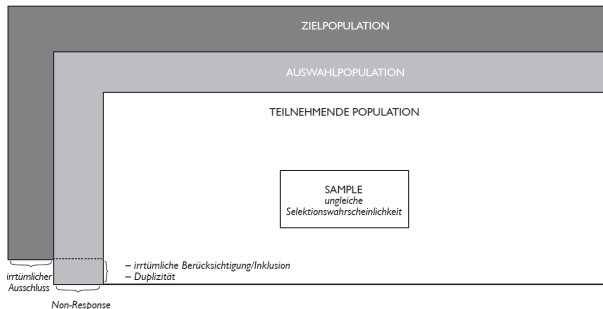 ZIELPOPULATION
AUSWAHLPOPULATION
TEILNEHMENDE POPULATION
SAMPLE
ungleiche
Selektionswahrscheinlichkeit
– irrtümliche Berücksichtigung/Inklusion
– Duplizität
irrtümlicher
Ausschluss
Non-Response